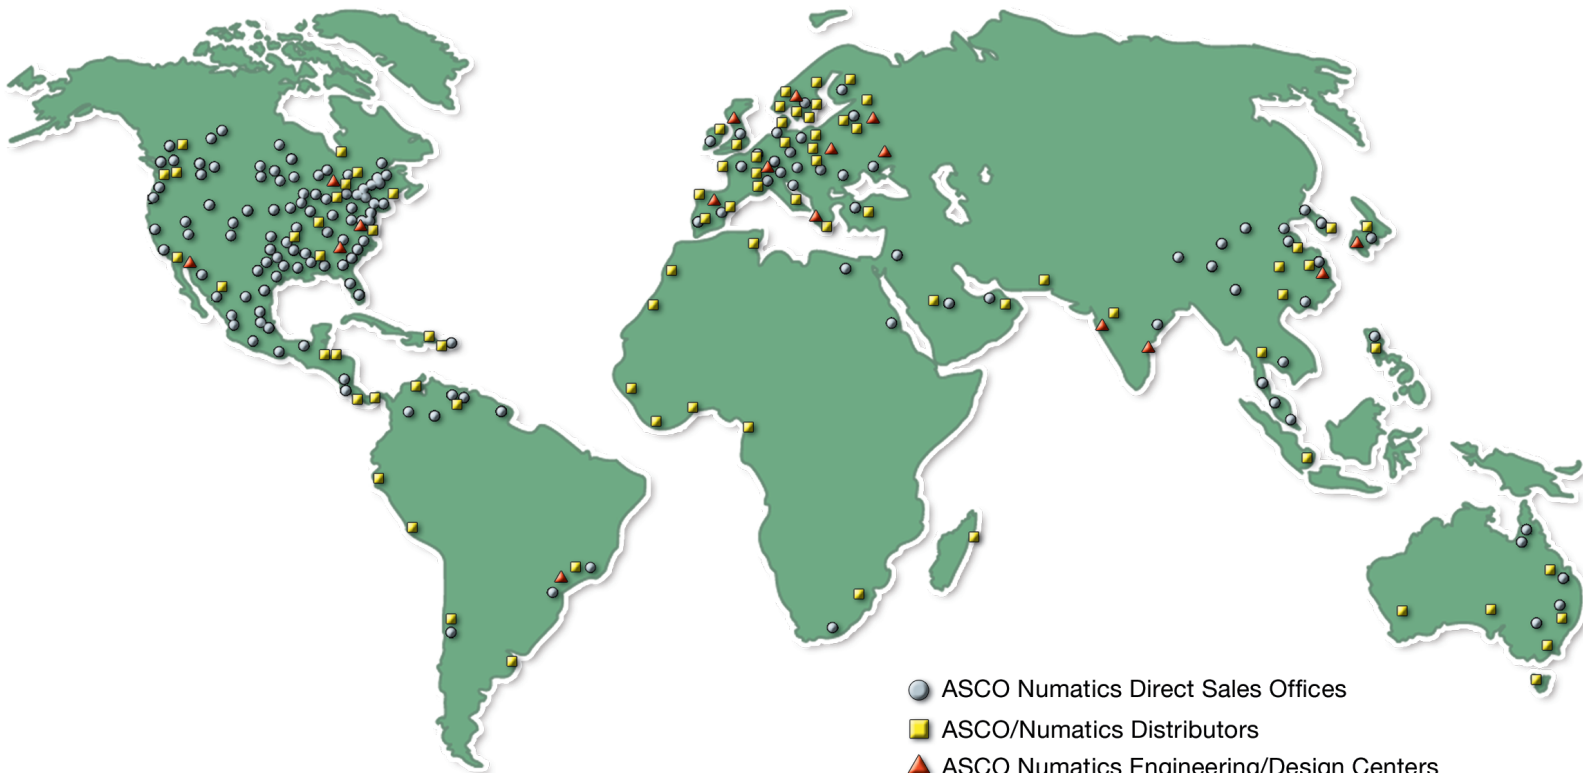 ASCO Numatics Direct Sales Offices
ASCO/Numatics Distributors
ASCO Numatics Engineering/Design Centers